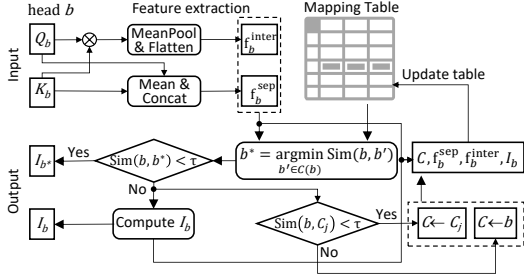 head b
Feature extraction
Mapping Table
Input
Q_b
⊗
MeanPool
& Flatten
f_b^inter
K_b
Mean &
Concat
f_b^sep
Update table
Output
I_{b*}
Yes
Sim(b, b*) < τ
b* = argmin Sim(b, b′)
b′∈C(b)
C, f_b^sep, f_b^inter, I_b
No
I_b
Compute I_b
Sim(b, C_j) < τ
Yes
C ← C_j
C ← b
No